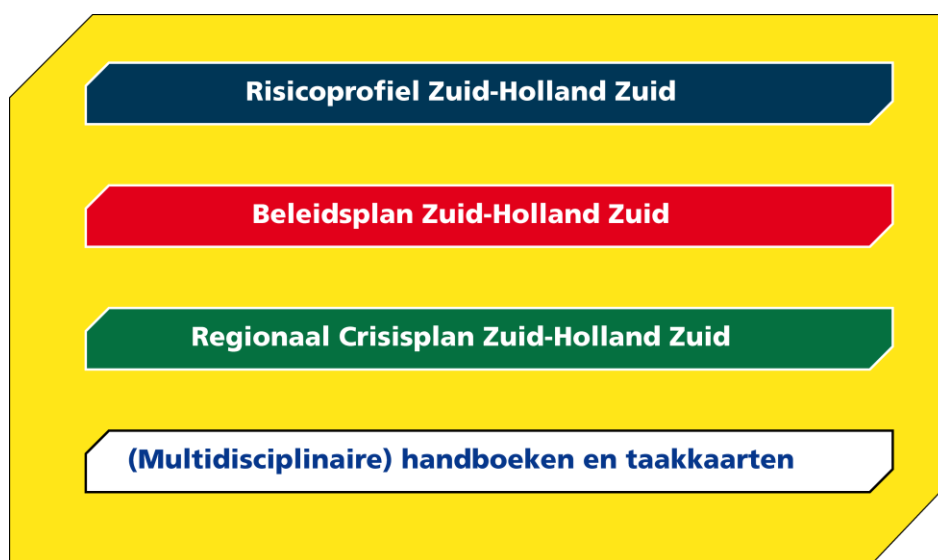 Risicoprofiel Zuid-Holland Zuid
Beleidsplan Zuid-Holland Zuid
Regionaal Crisisplan Zuid-Holland Zuid
(Multidisciplinaire) handboeken en taakkaarten